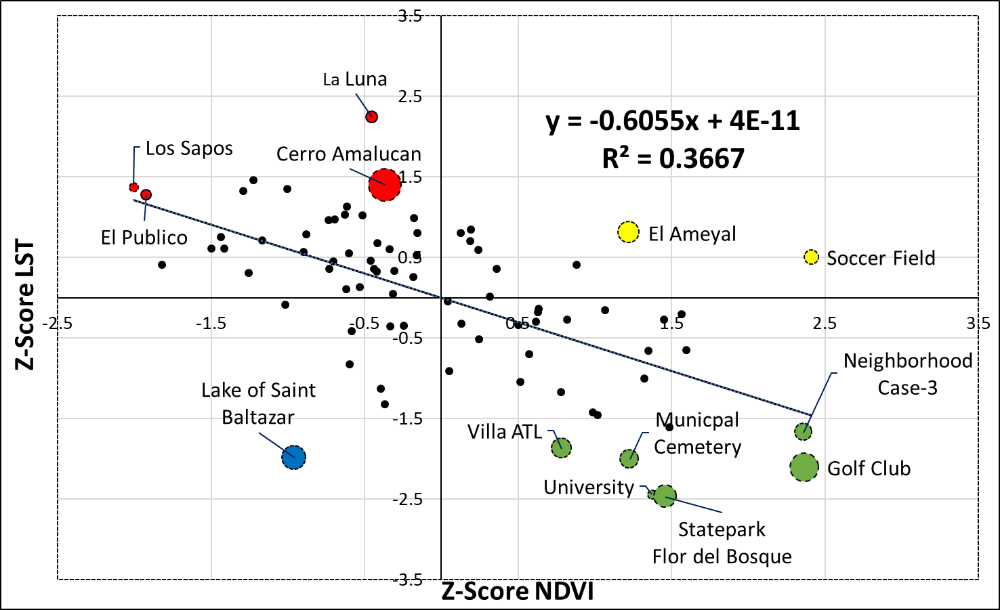 3.5
La Luna
2.5
y = -0.6055x + 4E-11
R² = 0.3667
Los Sapos
Cerro Amalucan
1.5
El Publico
El Ameyal
Soccer Field
0.5
Z-Score LST
-2.5
-1.5
-0.5
0.5
1.5
2.5
3.5
-0.5
Neighborhood
Case-3
Lake of Saint
Baltazar
-1.5
Villa ATL
Municpal
Cemetery
Golf Club
University
-2.5
Statepark
Flor del Bosque
-3.5
Z-Score NDVI